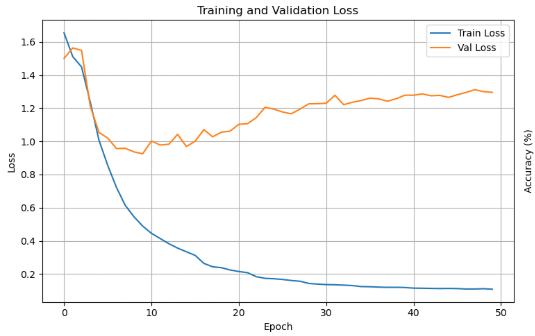 Training and Validation Loss
Train Loss
Val Loss
1.6
1.4
1.2
1.0
0.8
0.6
0.4
0.2
Loss
Accuracy (%)
0 10 20 30 40 50
Epoch